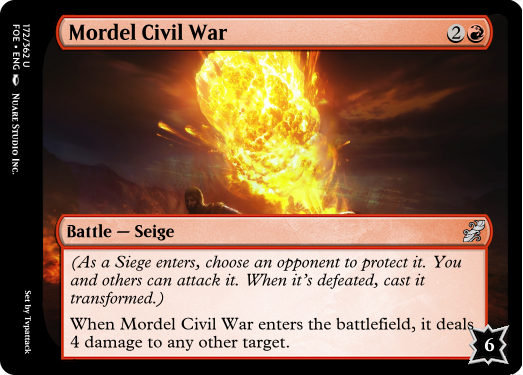 Mordel Civil War
2
Battle — Seige
(As a Siege enters, choose an opponent to protect it. You
and others can attack it. When it's defeated, cast it
transformed.)
When Mordel Civil War enters the battlefield, it deals
4 damage to any other target.
6
172/362 U
FOE • ENG NUARE STUDIO INC.
Set by Tvpattack